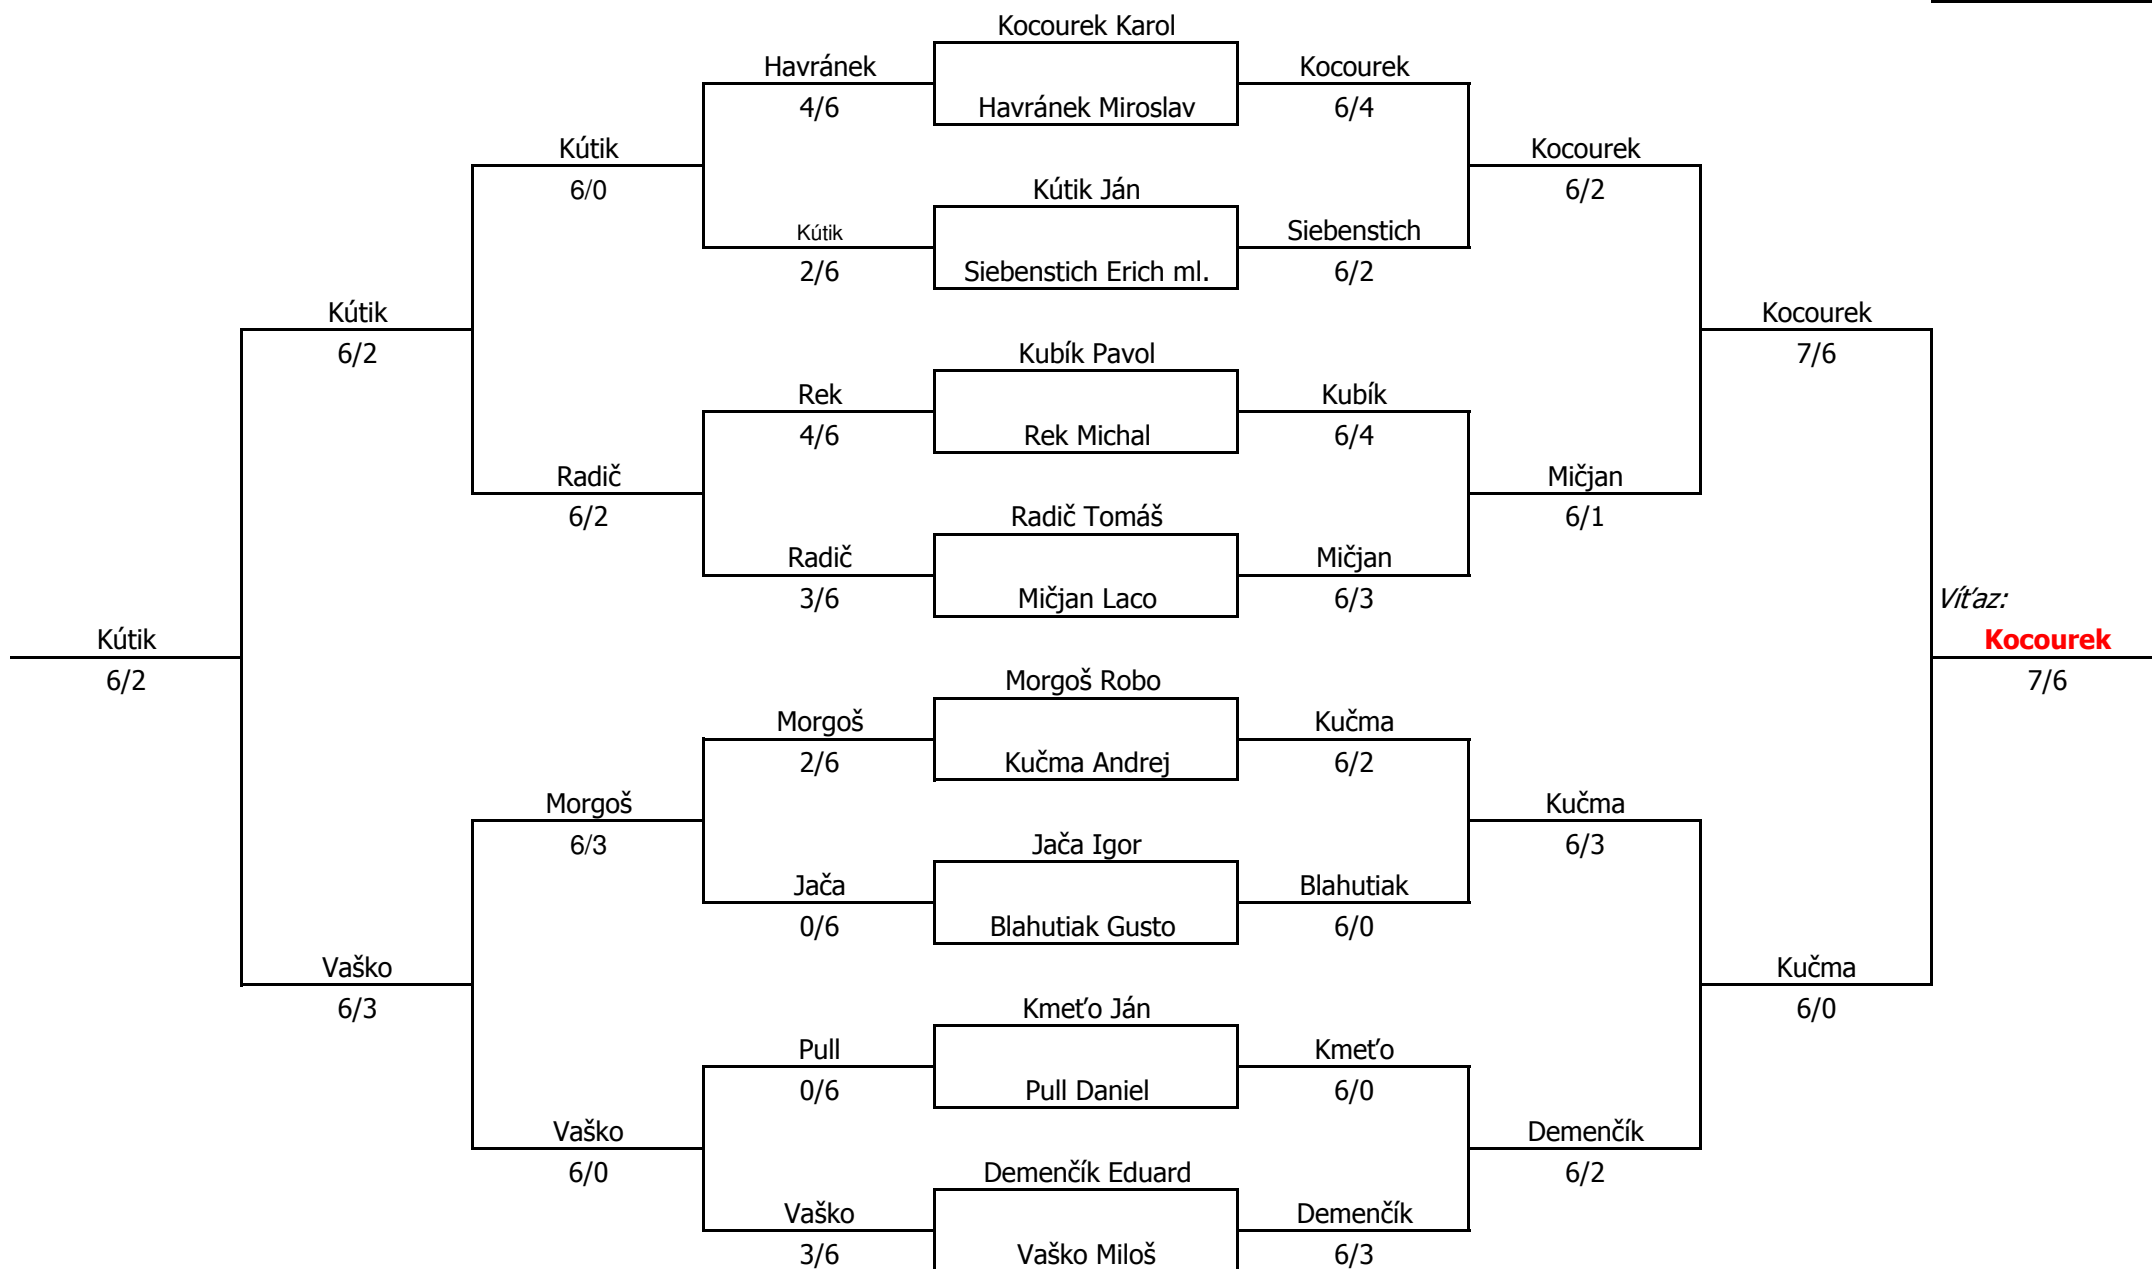 Kocourek Karol
Havránek
Kocourek
4/6
Havránek Miroslav
6/4
Kútik
Kocourek
6/0
Kútik Ján
6/2
Kútik
Siebenstich
2/6
Siebenstich Erich ml.
6/2
Kútik
Kocourek
6/2
Kubík Pavol
7/6
Rek
Kubík
4/6
Rek Michal
6/4
Radič
Mičjan
6/2
Radič Tomáš
6/1
Radič
Mičjan
3/6
Mičjan Laco
6/3
Víťaz:
Kútik
Kocourek
6/2
Morgoš Robo
7/6
Morgoš
Kučma
2/6
Kučma Andrej
6/2
Morgoš
Kučma
6/3
Jača Igor
6/3
Jača
Blahutiak
0/6
Blahutiak Gusto
6/0
Vaško
Kučma
6/3
Kmeťo Ján
6/0
Pull
Kmeťo
0/6
Pull Daniel
6/0
Vaško
Demenčík
6/0
Demenčík Eduard
6/2
Vaško
Demenčík
3/6
Vaško Miloš
6/3